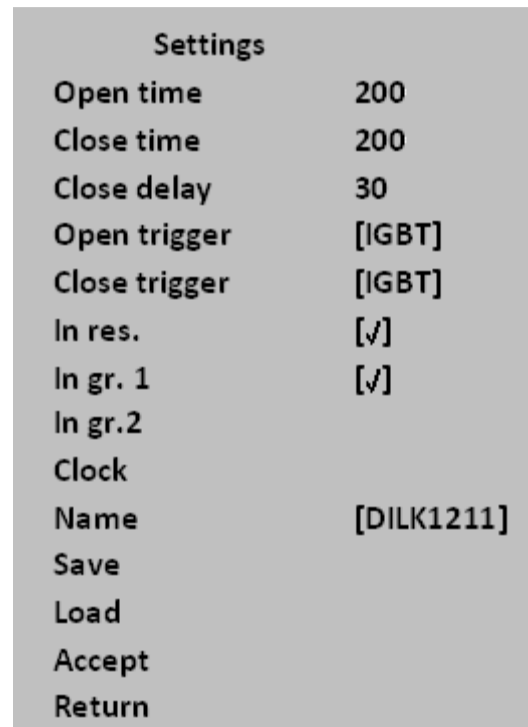 Settings
Open time 200
Close time 200
Close delay 30
Open trigger [IGBT]
Close trigger [IGBT]
In res. [√]
In gr. 1 [√]
In gr.2
Clock
Name [DILK1211]
Save
Load
Accept
Return